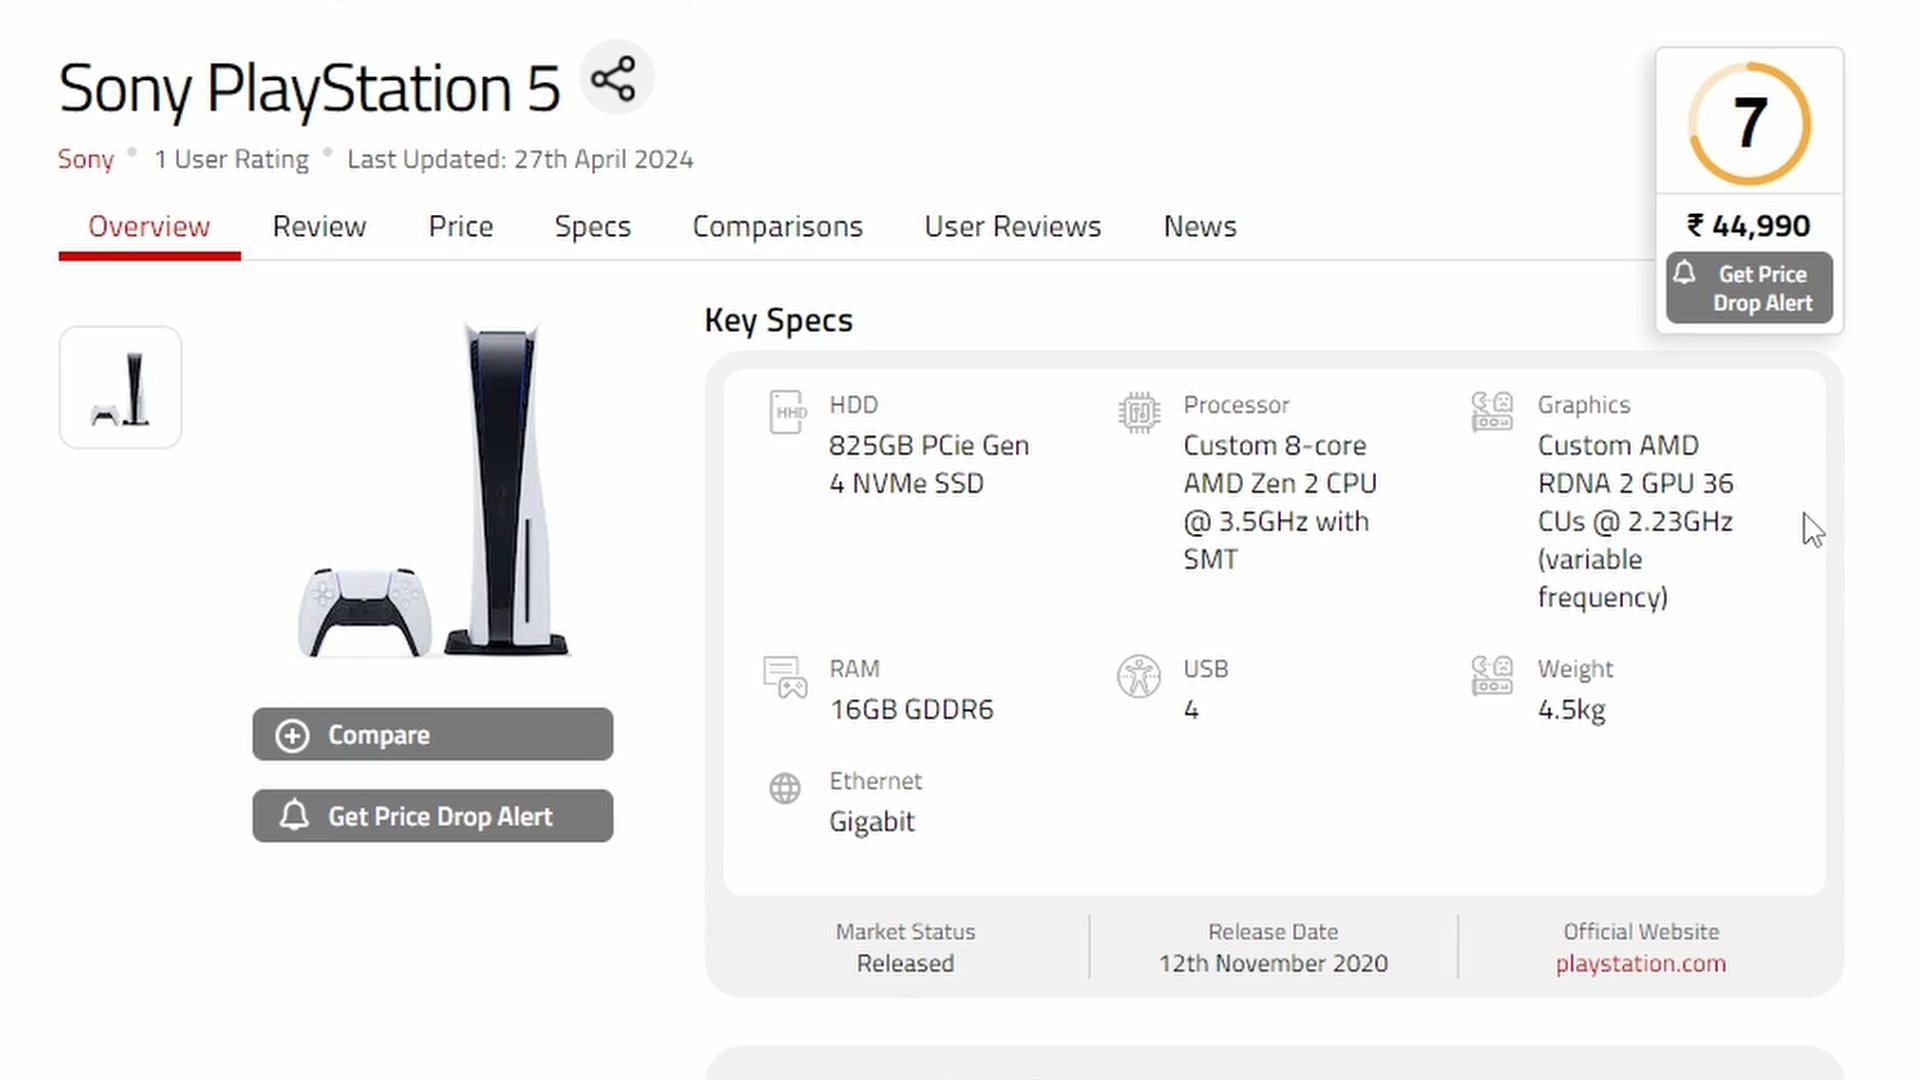 Sony PlayStation 5
Sony • 1 User Rating • Last Updated: 27th April 2024
Overview Review Price Specs Comparisons User Reviews News
7
₹ 44,990
Get Price
Drop Alert
Key Specs
HHD
HDD
825GB PCie Gen
4 NVMe SSD
Processor
Custom 8-core
AMD Zen 2 CPU
@ 3.5GHz with
SMT
Graphics
Custom AMD
RDNA 2 GPU 36
CUs @ 2.23GHz
(variable
frequency)
RAM
16GB GDDR6
USB
4
Weight
4.5kg
Ethernet
Gigabit
Compare
Get Price Drop Alert
Market Status
Released
Release Date
12th November 2020
Official Website
playstation.com